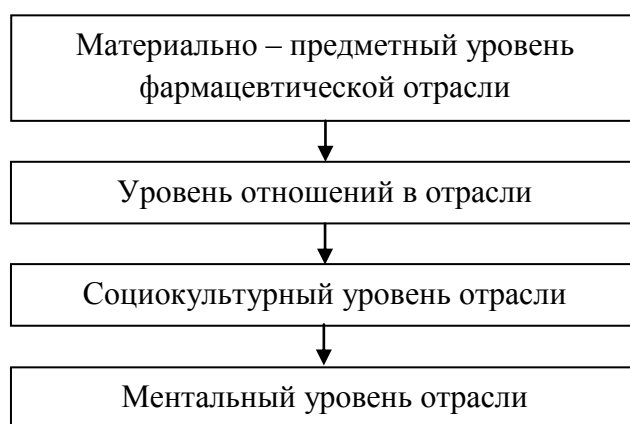 Материально – предметный уровень
фармацевтической отрасли
Уровень отношений в отрасли
Социокультурный уровень отрасли
Ментальный уровень отрасли